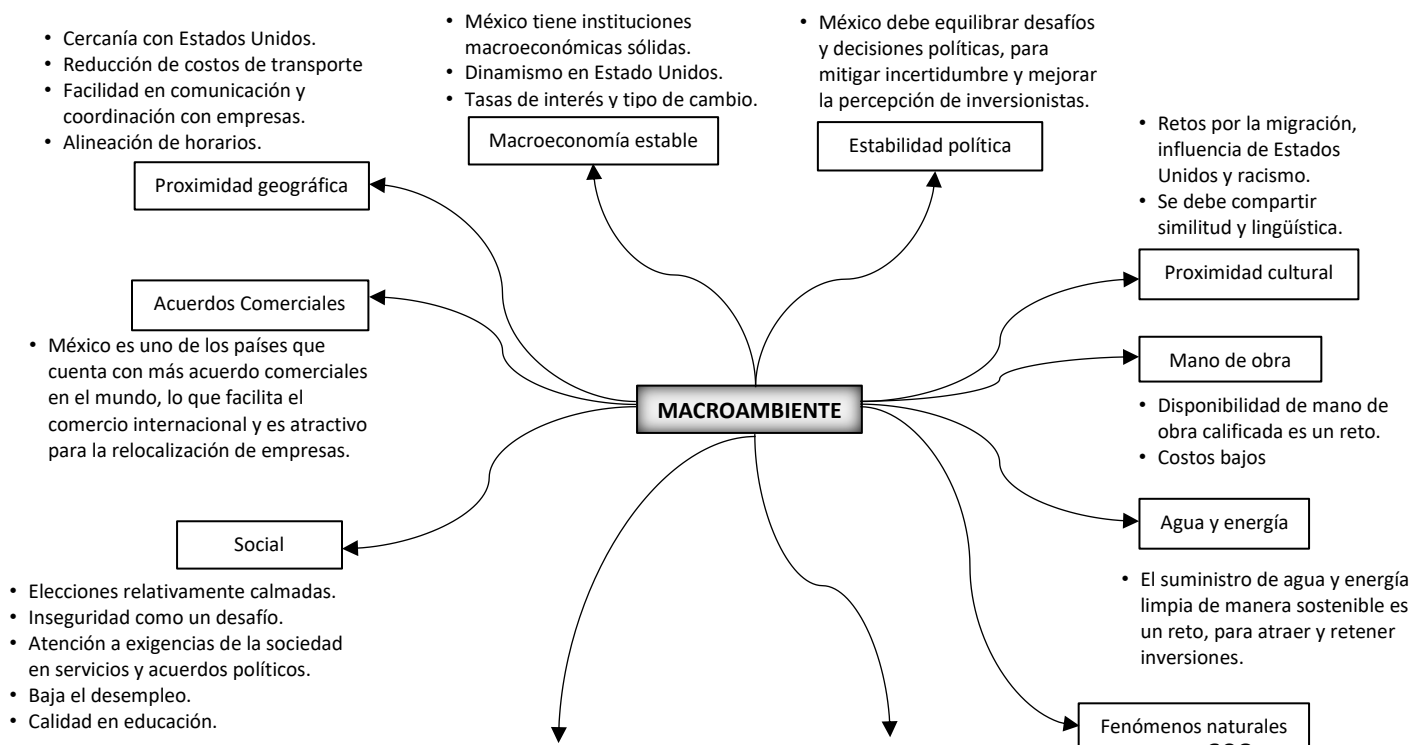 • Cercanía con Estados Unidos.
• Reducción de costos de transporte
• Facilidad en comunicación y
coordinación con empresas.
• Alineación de horarios.
Proximidad geográfica
• México tiene instituciones
macroeconómicas sólidas.
• Dinamismo en Estado Unidos.
• Tasas de interés y tipo de cambio.
Macroeconomía estable
• México debe equilibrar desafíos
y decisiones políticas, para
mitigar incertidumbre y mejorar
la percepción de inversionistas.
Estabilidad política
• Retos por la migración,
influencia de Estados
Unidos y racismo.
• Se debe compartir
similitud y lingüística.
Proximidad cultural
Acuerdos Comerciales
• México es uno de los países que
cuenta con más acuerdo comerciales
en el mundo, lo que facilita el
comercio internacional y es atractivo
para la relocalización de empresas.
MACROAMBIENTE
Mano de obra
• Disponibilidad de mano de
obra calificada es un reto.
• Costos bajos
Social
• Elecciones relativamente calmadas.
• Inseguridad como un desafío.
• Atención a exigencias de la sociedad
en servicios y acuerdos políticos.
• Baja el desempleo.
• Calidad en educación.
Agua y energía
• El suministro de agua y energía
limpia de manera sostenible es
un reto, para atraer y retener
inversiones.
Fenómenos naturales